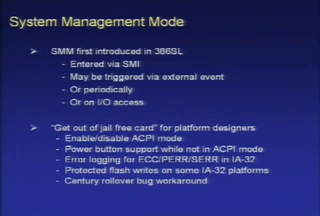 System Management Mode
➢ SMM first introduced in 386SL
- Entered via SMI
- May be triggered via external event
- Or periodically
- Or on I/O access
➢ "Get out of jail free card" for platform designers
- Enable/disable ACPI mode
- Power button support while not in ACPI mode
- Error logging for ECC/PERR/SERR in IA-32
- Protected flash writes on some IA-32 platforms
- Century rollover bug workaround